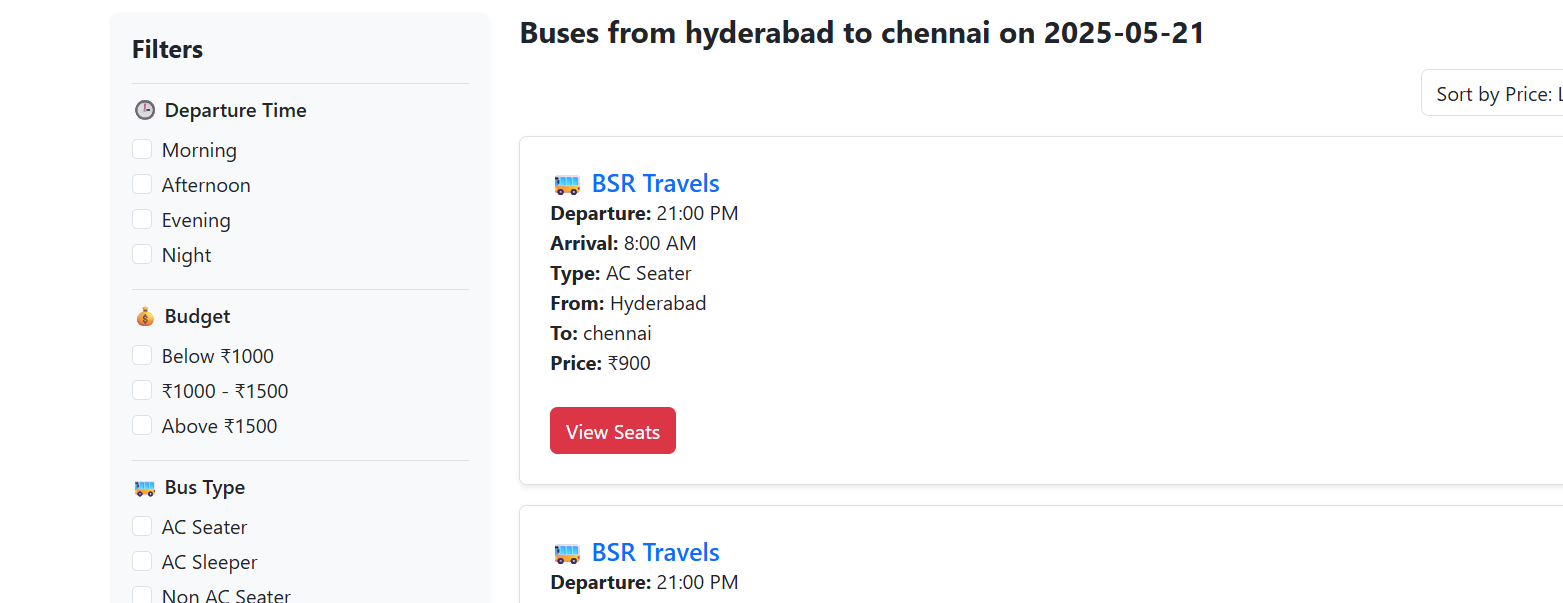 Filters
Departure Time
Morning
Afternoon
Evening
Night
Budget
Below ₹1000
₹1000 - ₹1500
Above ₹1500
Bus Type
AC Seater
AC Sleeper
Non AC Seater
Buses from hyderabad to chennai on 2025-05-21
Sort by Price: L
BSR Travels
Departure: 21:00 PM
Arrival: 8:00 AM
Type: AC Seater
From: Hyderabad
To: chennai
Price: ₹900
View Seats
BSR Travels
Departure: 21:00 PM